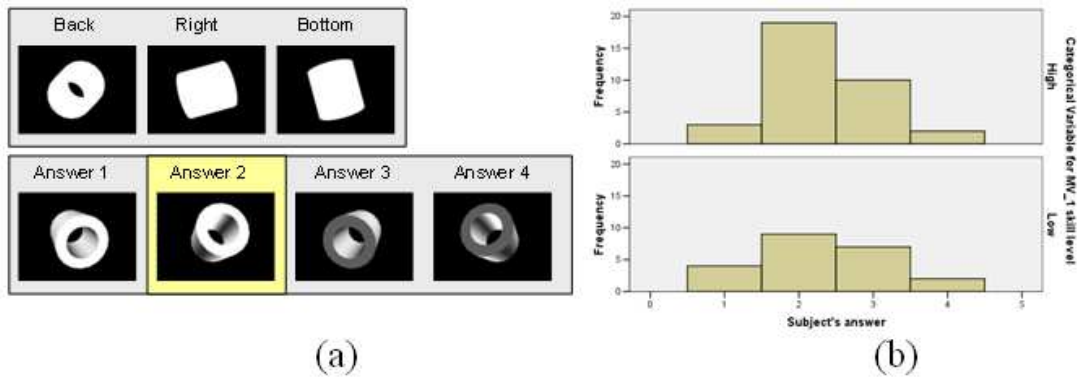 Back Right Bottom
Answer 1 Answer 2 Answer 3 Answer 4
(a)
Frequency
20
15
10
5
0
High
Frequency
20
15
10
5
0
Low
Categorical Variable for MV_1 skill level
0 1 2 3 4 5
Subject's answer
(b)